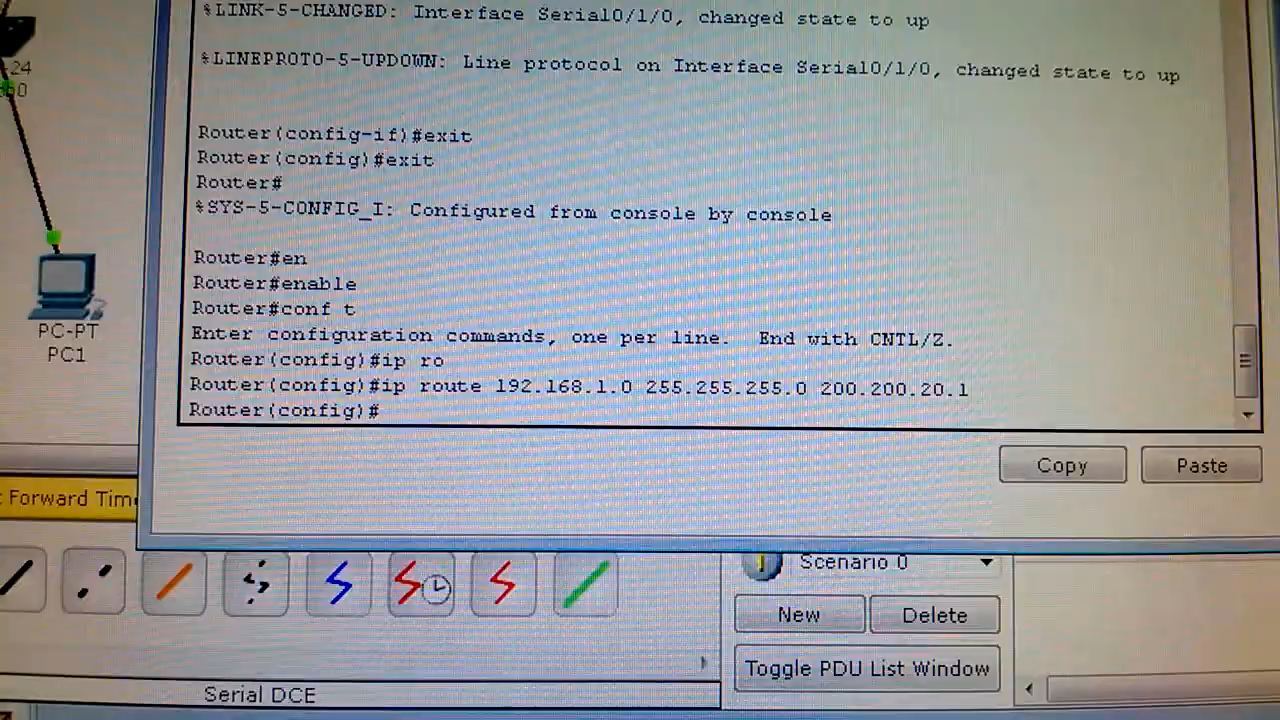 %LINK-5-CHANGED: Interface Serial0/1/0, changed state to up
%LINEPROTO-5-UPDOWN: Line protocol on Interface Serial0/1/0, changed state to up
Router(config-if)#exit
Router(config)#exit
Router#
%SYS-5-CONFIG_I: Configured from console by console
Router#en
Router#enable
Router#conf t
Enter configuration commands, one per line.  End with CNTL/Z.
Router(config)#ip ro
Router(config)#ip route 192.168.1.0 255.255.255.0 200.200.20.1
Router(config)#
Copy Paste
-24
PC-PT
PC1
Forward Tim
Scenario 0
New Delete
Toggle PDU List Window
Serial DCE